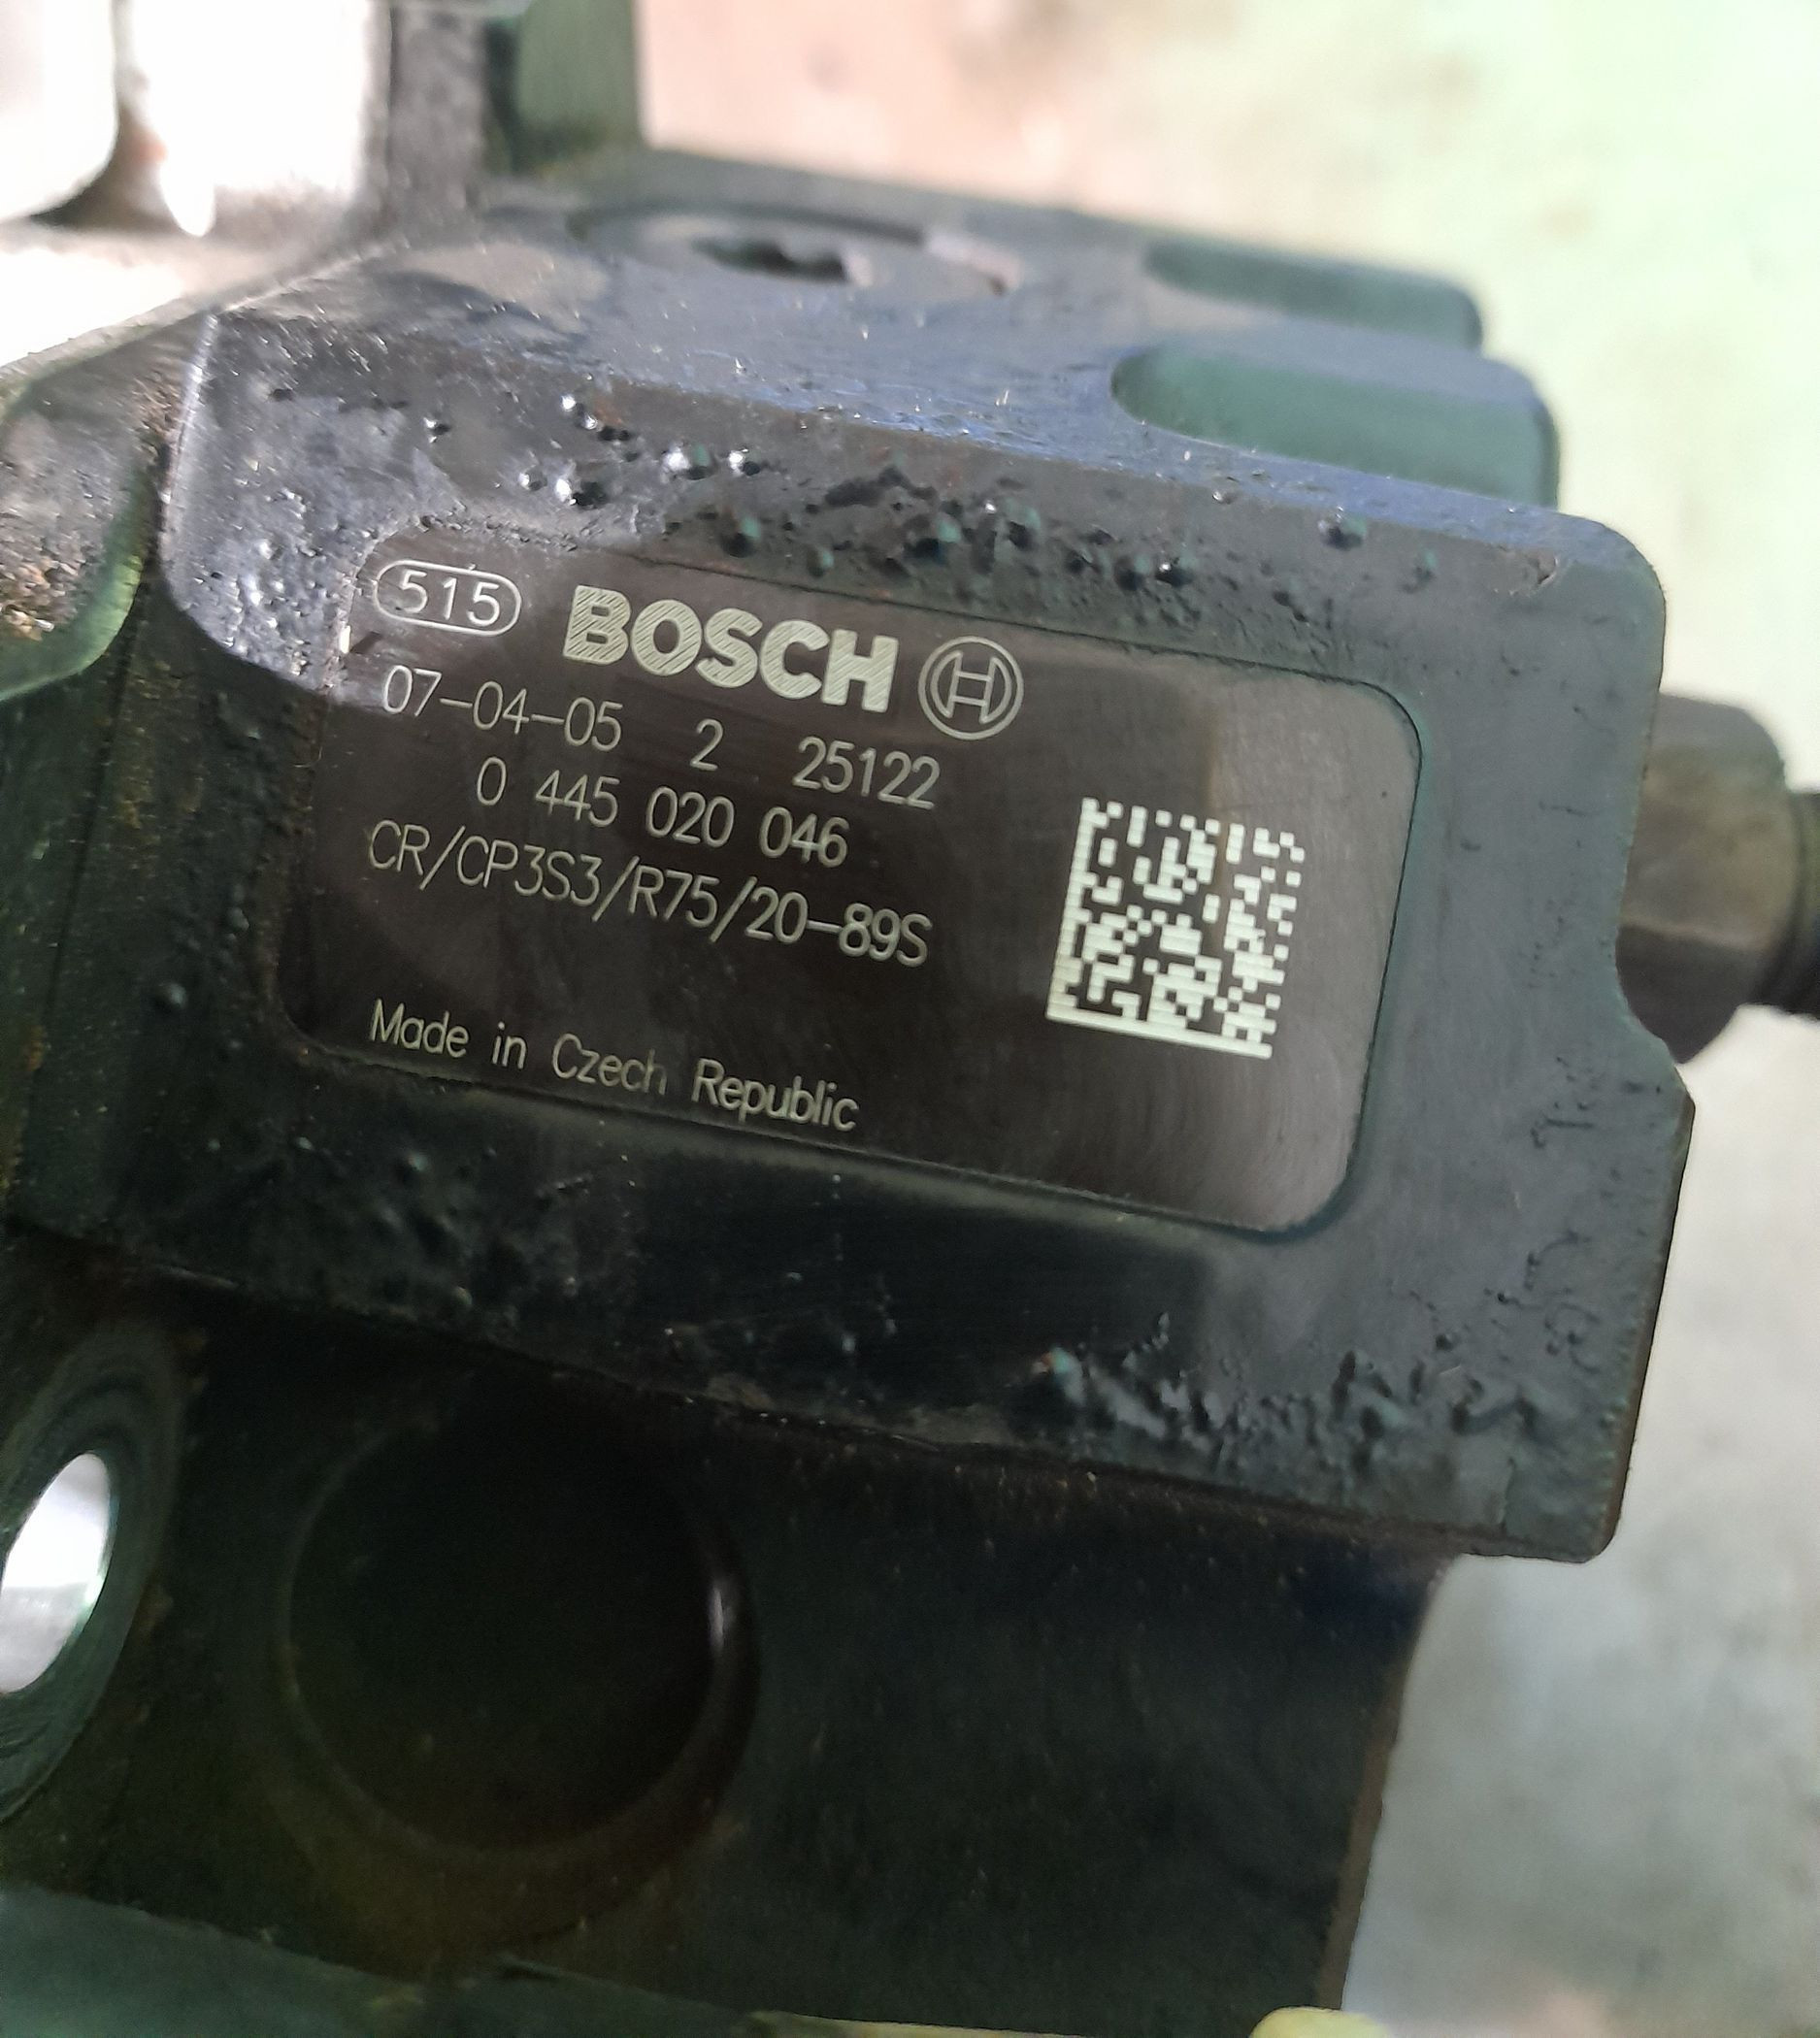 515 BOSCH
07-04-05 2 25122
0 445 020 046
CR/CP3S3/R75/20-89S
Made in Czech Republic